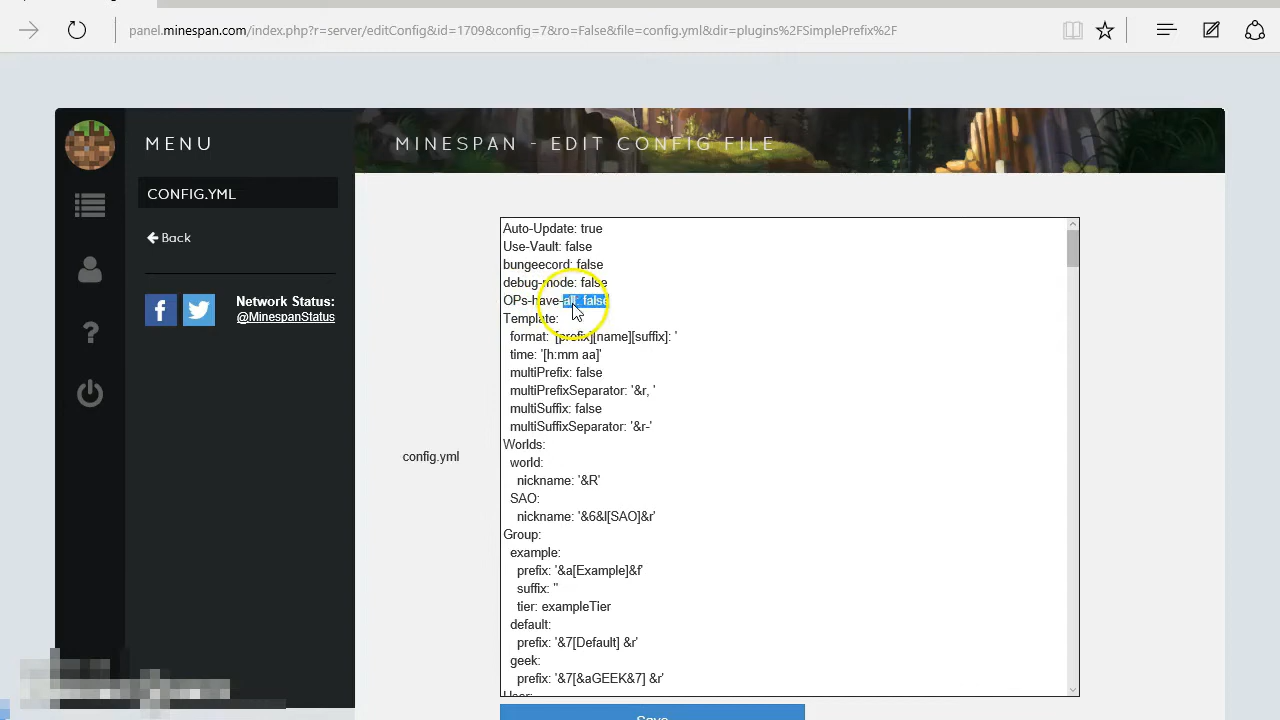 panel.minespan.com/index.php?r=server/editConfig&id=1709&config=7&ro=False&file=config.yml&dir=plugins%2FSimplePrefix%2F
MENU
MINESPAN - EDIT CONFIG FILE
CONFIG.YML
Back
Network Status:
@MinespanStatus
config.yml
Auto-Update: true
Use-Vault: false
bungeecord: false
debug-mode: false
OPs-have-all: false
Template:
format: '[prefix][name][suffix]: '
time: '[h:mm aa]'
multiPrefix: false
multiPrefixSeparator: '&r, '
multiSuffix: false
multiSuffixSeparator: '&r-'
Worlds:
world:
nickname: '&R'
SAO:
nickname: '&6&l[SAO]&r'
Group:
example:
prefix: '&a[Example]&f'
suffix: ''
tier: exampleTier
default:
prefix: '&7[Default] &r'
geek:
prefix: '&7[&aGEEK&7] &r'
User:
Save